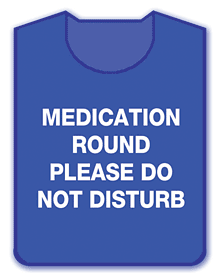 MEDICATION
ROUND
PLEASE DO
NOT DISTURB